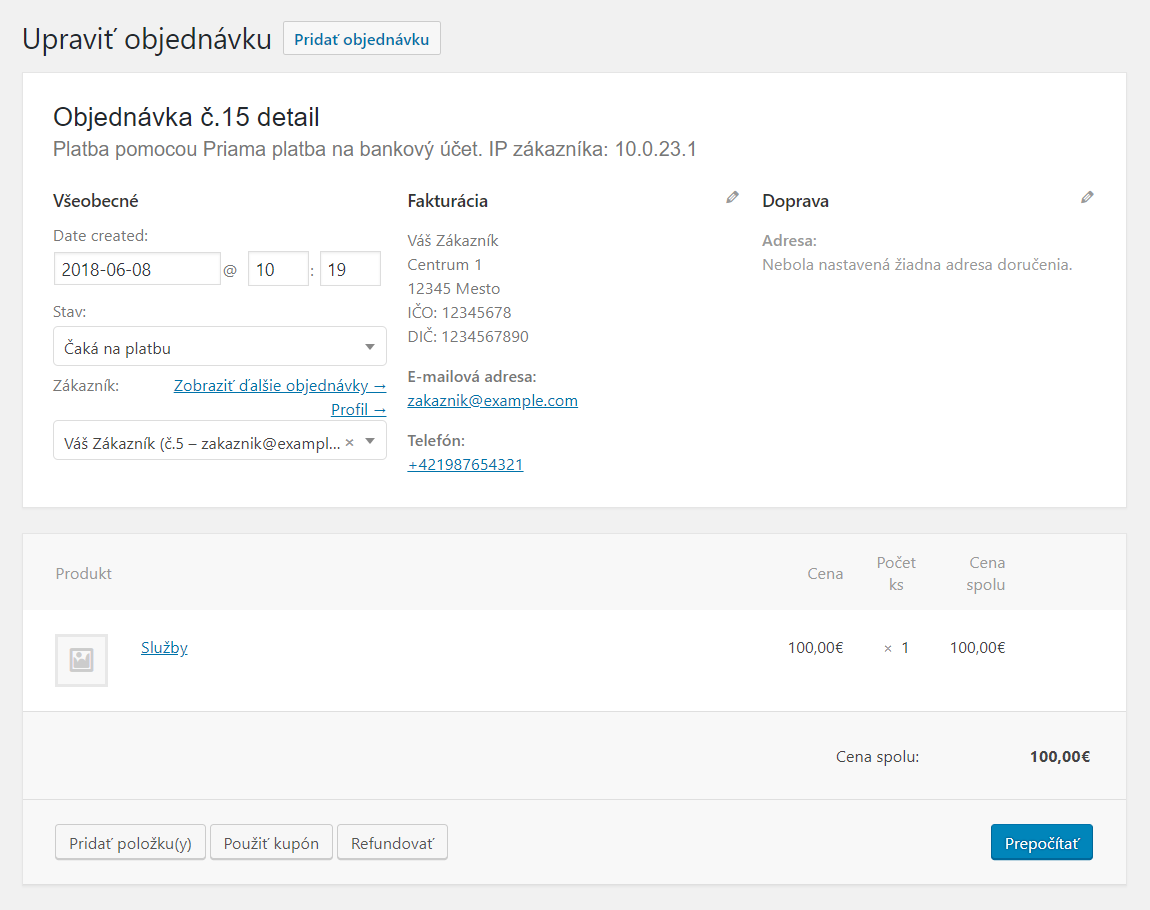 Upraviť objednávku Pridať objednávku
Objednávka č.15 detail
Platba pomocou Priama platba na bankový účet. IP zákazníka: 10.0.23.1
Všeobecné
Date created:
2018-06-08 @ 10 : 19
Stav:
Čaká na platbu
Zákazník: Zobraziť ďalšie objednávky →
Profil →
Váš Zákazník (č.5 – zakaznik@exampl... ×
Fakturácia
Váš Zákazník
Centrum 1
12345 Mesto
IČO: 12345678
DIČ: 1234567890
E-mailová adresa:
zakaznik@example.com
Telefón:
+421987654321
Doprava
Adresa:
Nebola nastavená žiadna adresa doručenia.
Produkt Cena Počet ks Cena spolu
Služby 100,00€ × 1 100,00€
Cena spolu: 100,00€
Pridať položku(y) Použiť kupón Refundovať Prepočítať